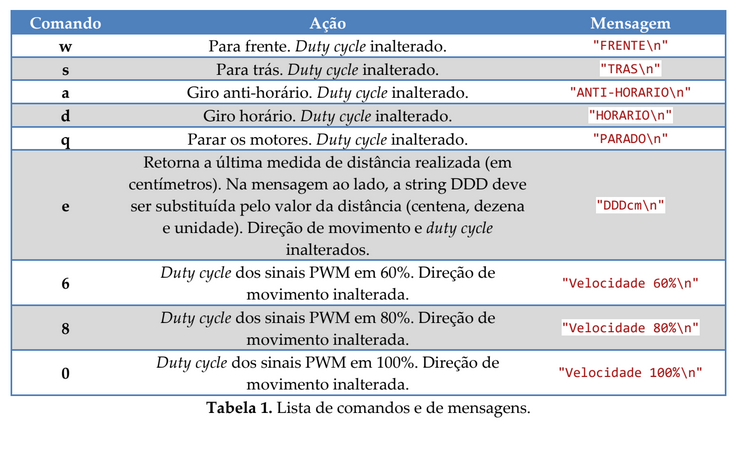 Comando Ação Mensagem
w Para frente. Duty cycle inalterado. "FRENTE\n"
s Para trás. Duty cycle inalterado. "TRAS\n"
a Giro anti-horário. Duty cycle inalterado. "ANTI-HORARIO\n"
d Giro horário. Duty cycle inalterado. "HORARIO\n"
q Parar os motores. Duty cycle inalterado. "PARADO\n"
Retorna a última medida de distância realizada (em
centímetros). Na mensagem ao lado, a string DDD deve
e ser substituída pelo valor da distância (centena, dezena "DDDcm\n"
e unidade). Direção de movimento e duty cycle
inalterados.
6 Duty cycle dos sinais PWM em 60%. Direção de "Velocidade 60%\n"
movimento inalterada.
8 Duty cycle dos sinais PWM em 80%. Direção de "Velocidade 80%\n"
movimento inalterada.
0 Duty cycle dos sinais PWM em 100%. Direção de "Velocidade 100%\n"
movimento inalterada.
Tabela 1. Lista de comandos e de mensagens.